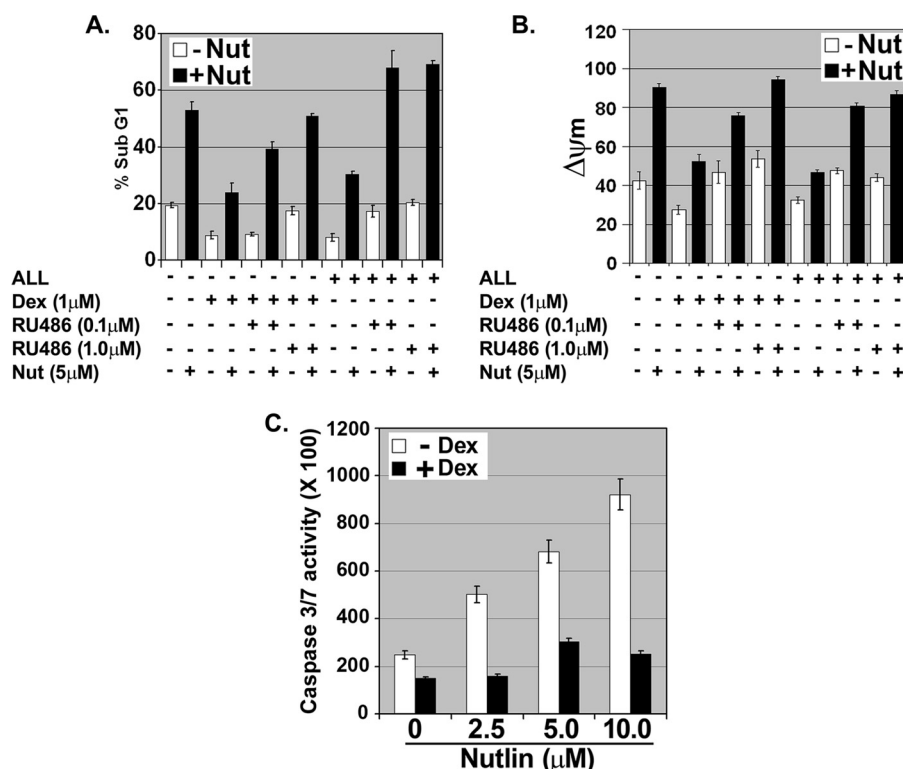 A.
- Nut
+Nut
% Sub G1
80
60
40
20
0
ALL - - - - - - - - + + + + + +
Dex (1μM) - - + + + + + + - - - - - -
RU486 (0.1μM) - - - - + + - - - - + + - -
RU486 (1.0μM) - - - - - - + + - - - - + +
Nut (5μM) - + - + - + - + - + - + - +
B.
- Nut
+Nut
Δψm
120
100
80
60
40
20
0
ALL - - - - - - - - + + + + + +
Dex (1μM) - - + + + + + + - - - - - -
RU486 (0.1μM) - - - - + + - - - - + + - -
RU486 (1.0μM) - - - - - - + + - - - - + +
Nut (5μM) - + - + - + - + - + - + - +
C.
- Dex
+ Dex
Caspase 3/7 activity (X 100)
1200
1000
800
600
400
200
0
0 2.5 5.0 10.0
Nutlin (μM)